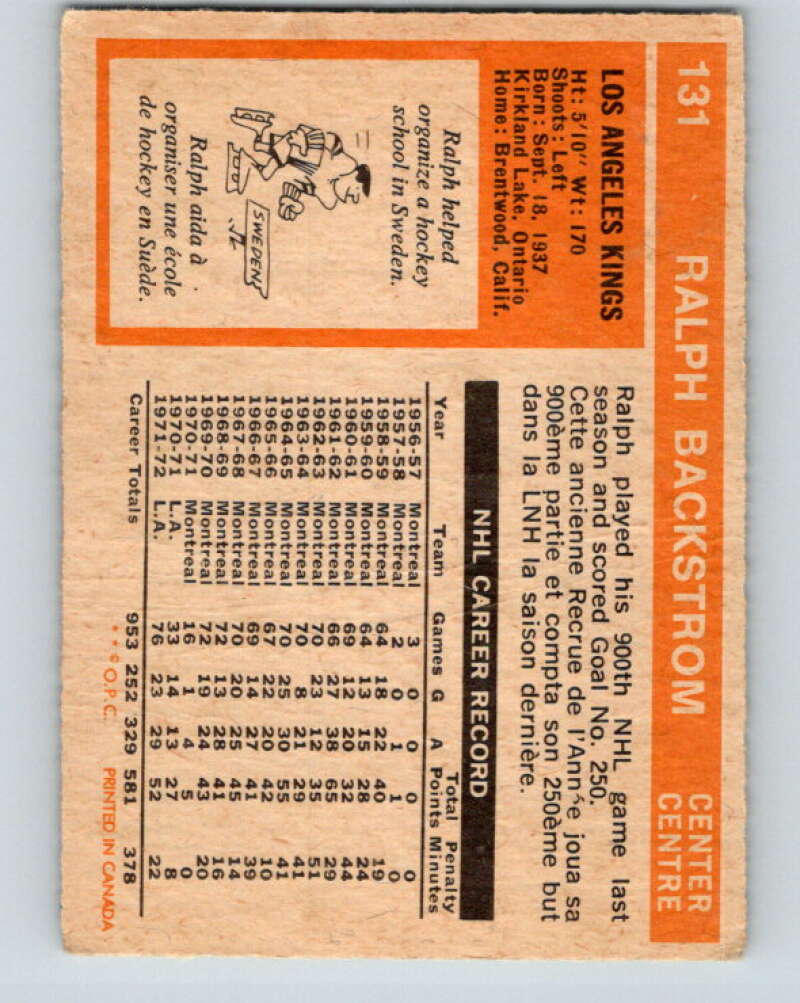 131 RALPH BACKSTROM CENTER
CENTRE
LOS ANGELES KINGS
Ht: 5'10" Wt: 170
Shoots: Left
Born: Sept. 18, 1937
Kirkland Lake, Ontario
Home: Brentwood, Calif.
Ralph helped
organize a hockey
school in Sweden.
SWEDEN
Ralph aida à
organiser une école
de hockey en Suède.
Ralph played his 900th NHL game last
season and scored Goal No. 250.
Cette ancienne Recrue de l'Année joua sa
900ème partie et compta son 250ème but
dans la LNH la saison dernière.
NHL CAREER RECORD
Total Penalty
Year Team Games G A Points Minutes
1956-57 Montreal 3 0 0 0 0
1957-58 Montreal 2 0 1 1 0
1958-59 Montreal 64 18 22 40 19
1959-60 Montreal 64 13 15 28 24
1960-61 Montreal 69 12 20 32 44
1961-62 Montreal 66 27 38 65 29
1962-63 Montreal 70 23 12 35 51
1963-64 Montreal 70 8 21 29 41
1964-65 Montreal 70 25 30 55 41
1965-66 Montreal 67 22 20 42 10
1966-67 Montreal 69 14 27 41 39
1967-68 Montreal 70 20 25 45 14
1968-69 Montreal 72 13 28 41 16
1969-70 Montreal 72 19 24 43 20
1970-71 Montreal 16 1 4 5 0
1970-71 L.A. 33 14 13 27 8
1971-72 L.A. 76 23 29 52 22
Career Totals 953 252 329 581 378
**© O.P.C. PRINTED IN CANADA